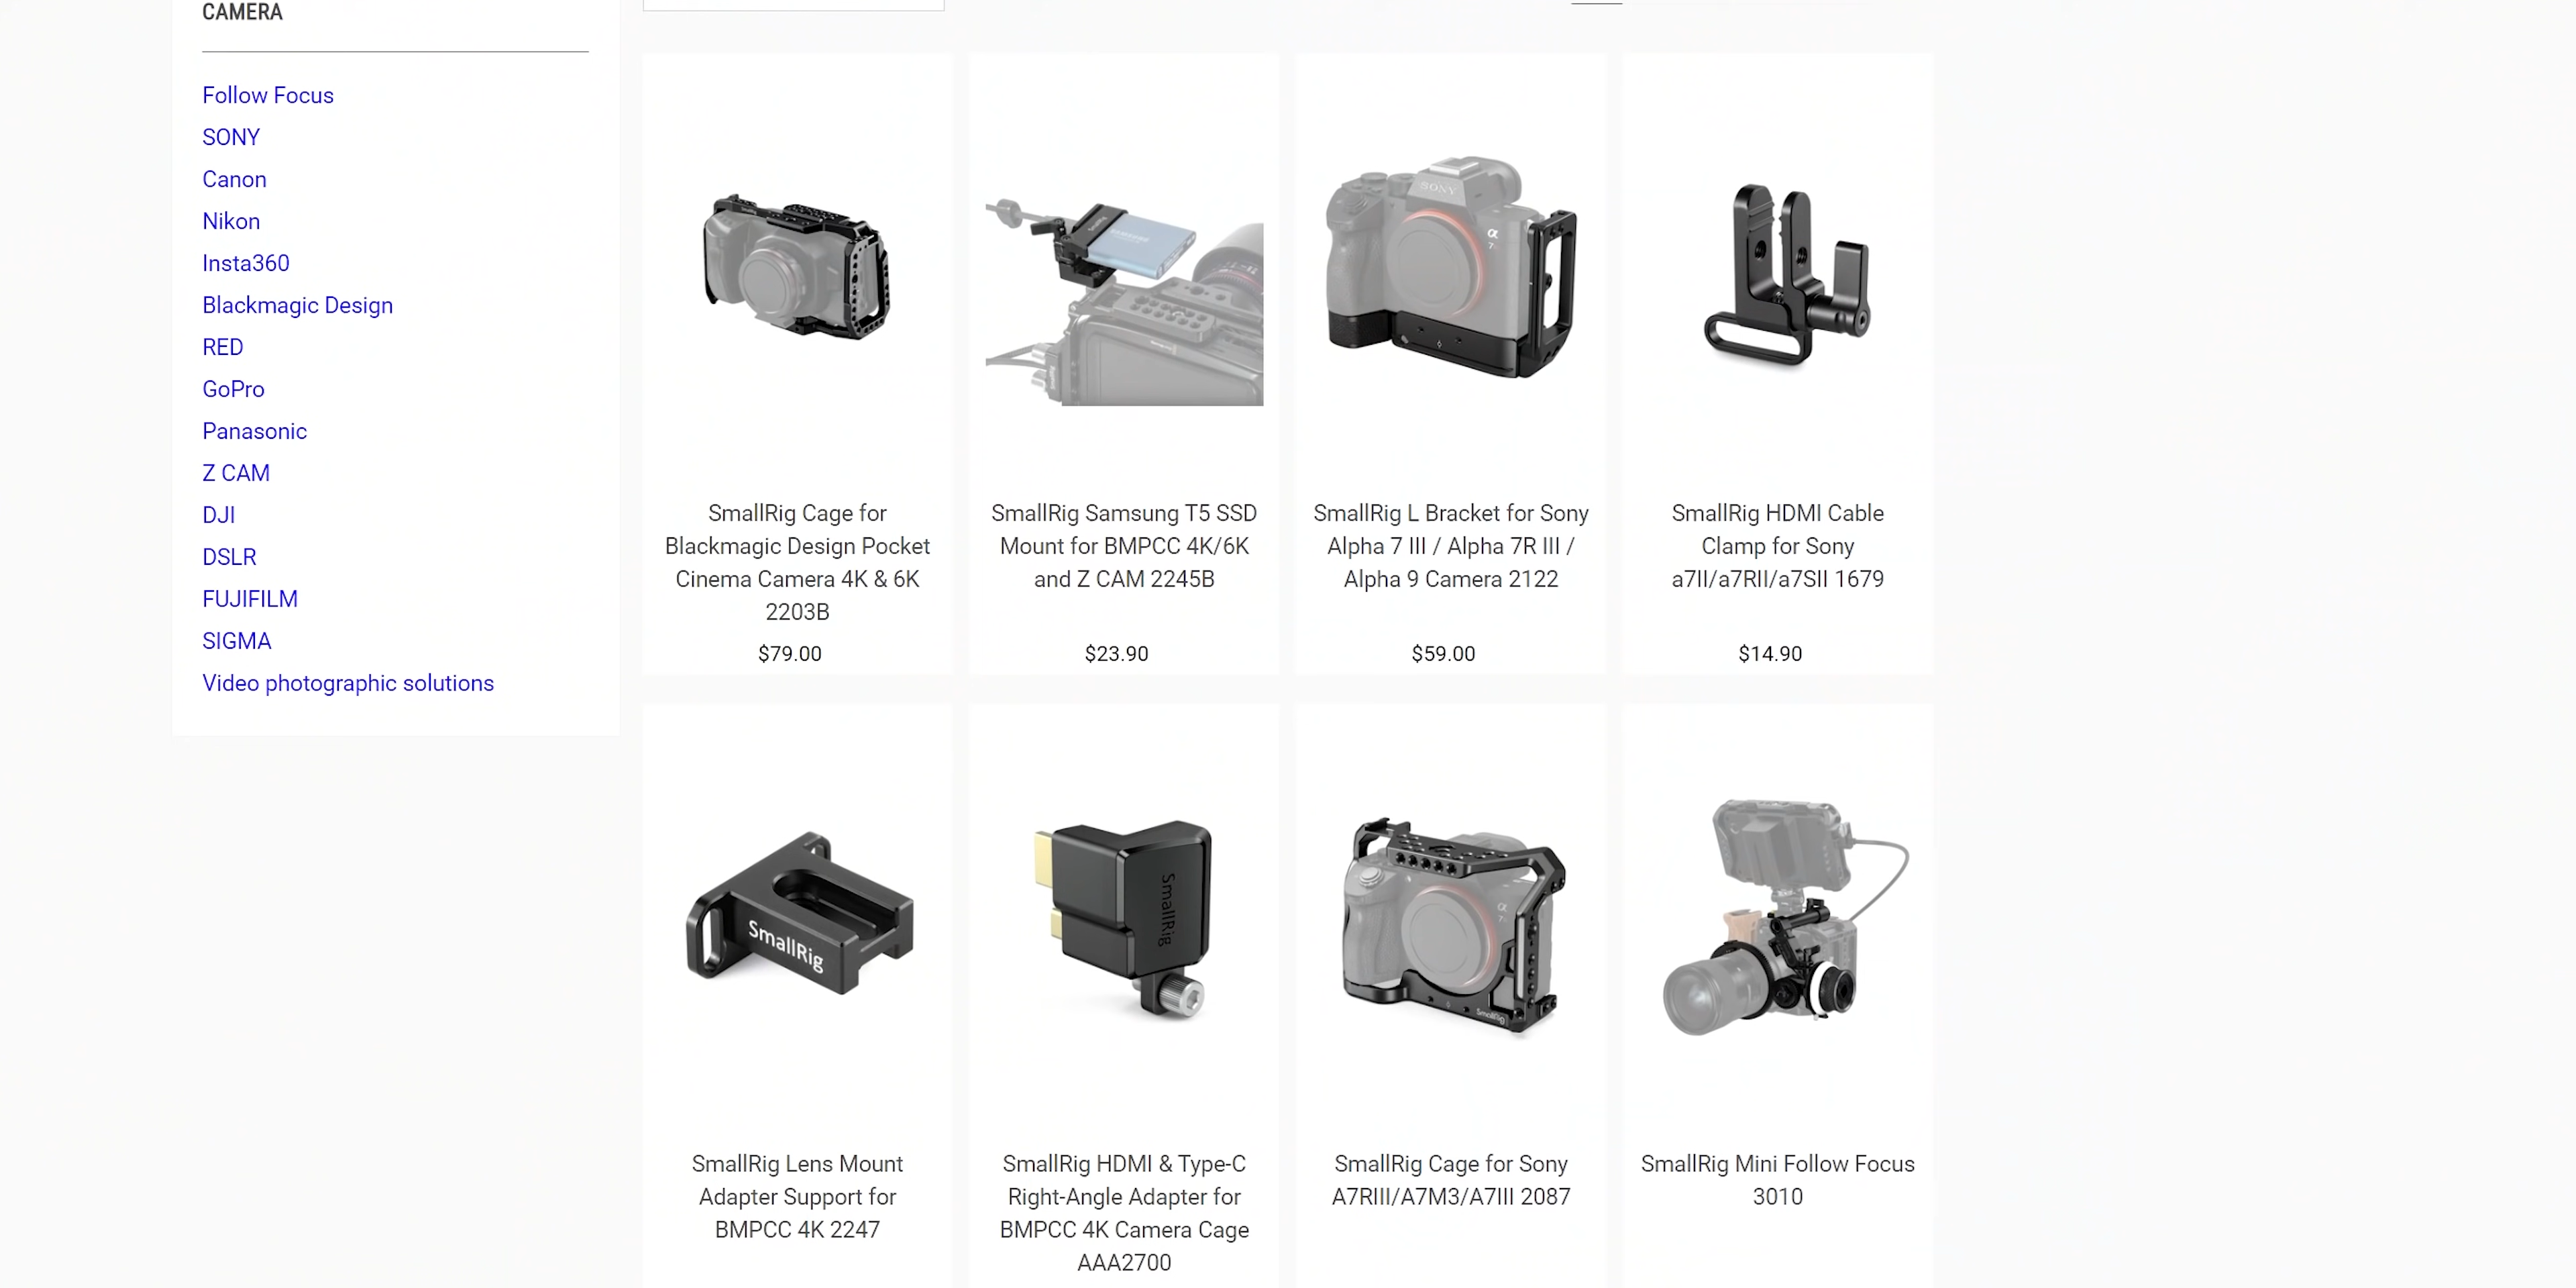 CAMERA
Follow Focus
SONY
Canon
Nikon
Insta360
Blackmagic Design
RED
GoPro
Panasonic
Z CAM
DJI
DSLR
FUJIFILM
SIGMA
Video photographic solutions
SONY
α
7
SAMSUNG
SmallRig Cage for
Blackmagic Design Pocket
Cinema Camera 4K & 6K
2203B
$79.00
SmallRig Samsung T5 SSD
Mount for BMPCC 4K/6K
and Z CAM 2245B
$23.90
SmallRig L Bracket for Sony
Alpha 7 III / Alpha 7R III /
Alpha 9 Camera 2122
$59.00
SmallRig HDMI Cable
Clamp for Sony
a7II/a7RII/a7SII 1679
$14.90
SmallRig
SmallRig
α
7
SmallRig
SmallRig Lens Mount
Adapter Support for
BMPCC 4K 2247
SmallRig HDMI & Type-C
Right-Angle Adapter for
BMPCC 4K Camera Cage
AAA2700
SmallRig Cage for Sony
A7RIII/A7M3/A7III 2087
SmallRig Mini Follow Focus
3010